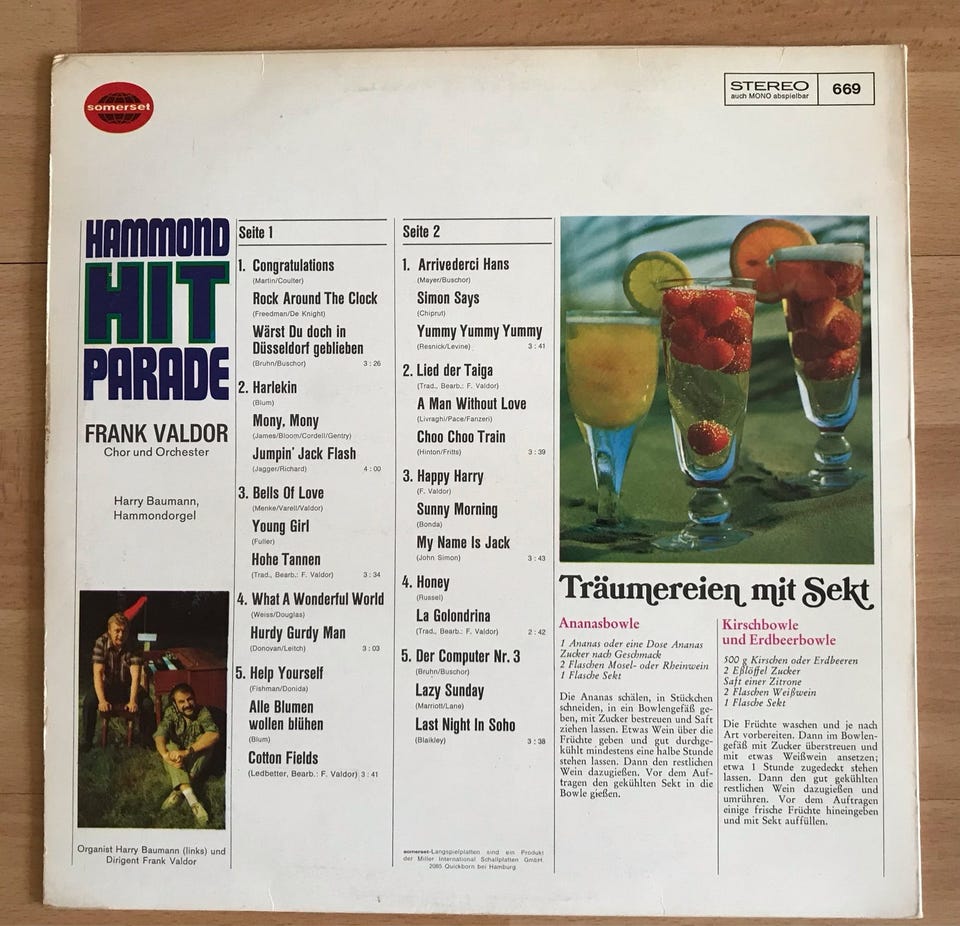 somerset
STEREO
auch MONO abspielbar
669
HAMMOND
HIT
PARADE
FRANK VALDOR
Chor und Orchester
Harry Baumann,
Hammondorgel
Organist Harry Baumann (links) und
Dirigent Frank Valdor
Seite 1
1. Congratulations
(Martin/Coulter)
Rock Around The Clock
(Freedman/De Knight)
Wärst Du doch in
Düsseldorf geblieben
(Bruhn/Buschor) 3:26
2. Harlekin
(Blum)
Mony, Mony
(James/Bloom/Cordell/Gentry)
Jumpin' Jack Flash
(Jagger/Richard) 4:00
3. Bells Of Love
(Menke/Varell/Valdor)
Young Girl
(Fuller)
Hohe Tannen
(Trad., Bearb.: F. Valdor) 3:34
4. What A Wonderful World
(Weiss/Douglas)
Hurdy Gurdy Man
(Donovan/Leitch) 3:03
5. Help Yourself
(Fishman/Donida)
Alle Blumen
wollen blühen
(Blum)
Cotton Fields
(Ledbetter, Bearb.: F. Valdor) 3:41
Seite 2
1. Arrivederci Hans
(Mayer/Buschor)
Simon Says
(Chiprut)
Yummy Yummy Yummy
(Resnick/Levine) 3:41
2. Lied der Taiga
(Trad., Bearb.: F. Valdor)
A Man Without Love
(Livraghi/Pace/Fanzeri)
Choo Choo Train
(Hinton/Fritts) 3:39
3. Happy Harry
(F. Valdor)
Sunny Morning
(Bonda)
My Name Is Jack
(John Simon) 3:43
4. Honey
(Russel)
La Golondrina
(Trad., Bearb.: F. Valdor) 2:42
5. Der Computer Nr. 3
(Bruhn/Buschor)
Lazy Sunday
(Marriott/Lane)
Last Night In Soho
(Blaikley) 3:38
somerset-Langspielplatten sind ein Produkt
der Miller International Schallplatten GmbH.
2085 Quickborn bei Hamburg
Träumereien mit Sekt
Ananasbowle
1 Ananas oder eine Dose Ananas
Zucker nach Geschmack
2 Flaschen Mosel- oder Rheinwein
1 Flasche Sekt
Die Ananas schälen, in Stückchen
schneiden, in ein Bowlengefäß ge-
ben, mit Zucker bestreuen und Saft
ziehen lassen. Etwas Wein über die
Früchte geben und gut durchge-
kühlt mindestens eine halbe Stunde
stehen lassen. Dann den restlichen
Wein dazugießen. Vor dem Auf-
tragen den gekühlten Sekt in die
Bowle gießen.
Kirschbowle
und Erdbeerbowle
500 g Kirschen oder Erdbeeren
2 Eßlöffel Zucker
Saft einer Zitrone
2 Flaschen Weißwein
1 Flasche Sekt
Die Früchte waschen und je nach
Art vorbereiten. Dann im Bowlen-
gefäß mit Zucker überstreuen und
mit etwas Weißwein ansetzen;
etwa 1 Stunde zugedeckt stehen
lassen. Dann den gut gekühlten
restlichen Wein dazugießen und
umrühren. Vor dem Auftragen
einige frische Früchte hineingeben
und mit Sekt auffüllen.